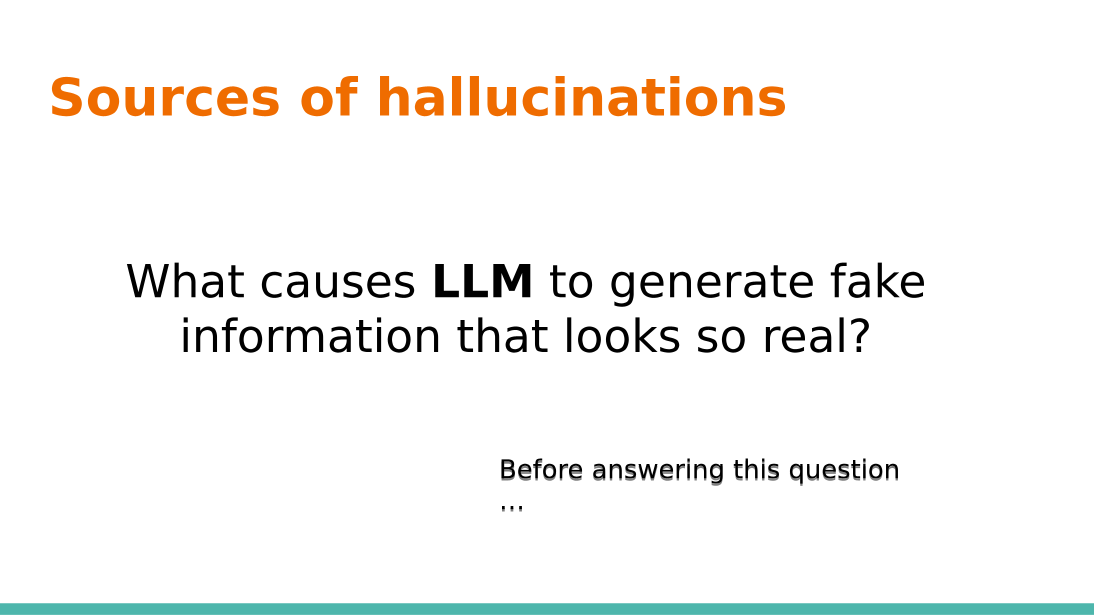 Sources of hallucinations
What causes LLM to generate fake
information that looks so real?
Before answering this question
...